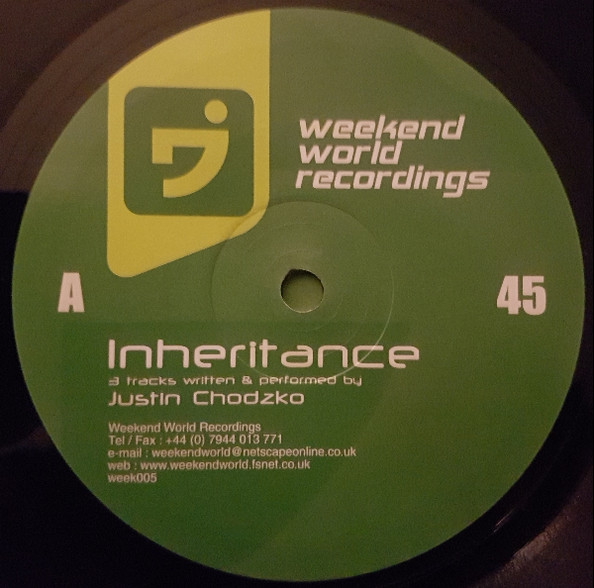 weekend
world
recordings
A
45
Inheritance
3 tracks written & performed by
Justin Chodzko
Weekend World Recordings
Tel / Fax : +44 (0) 7944 013 771
e-mail : weekendworld@netscapeonline.co.uk
web : www.weekendworld.fsnet.co.uk
week005